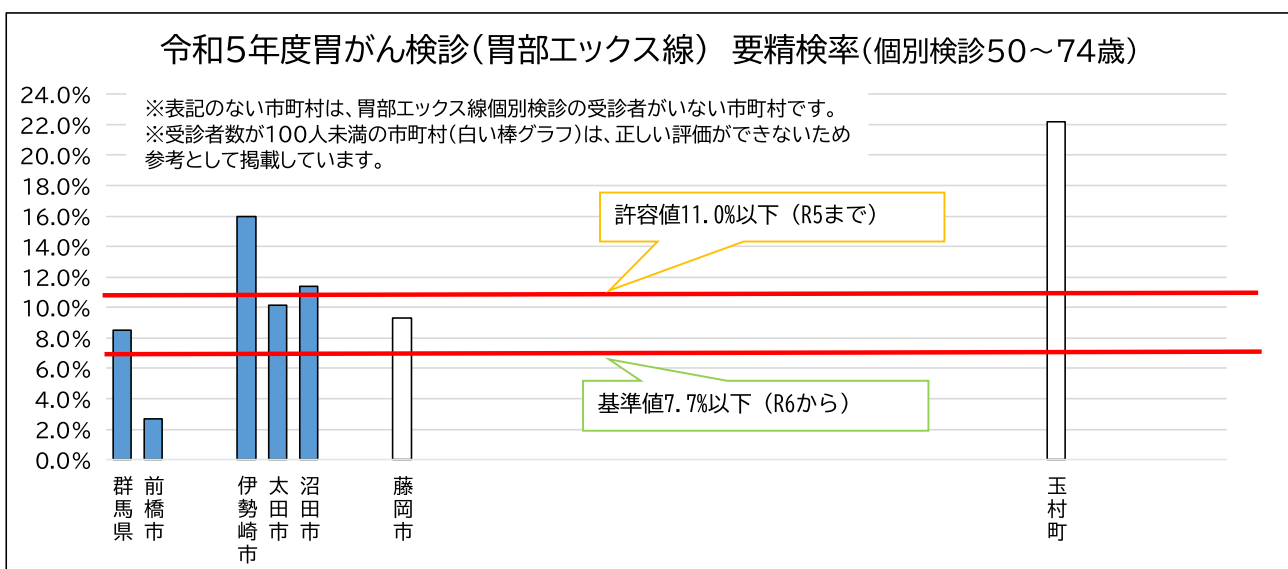 令和5年度胃がん検診(胃部エックス線) 要精検率(個別検診50~74歳)
※表記のない市町村は、胃部エックス線個別検診の受診者がいない市町村です。
※受診者数が100人未満の市町村(白い棒グラフ)は、正しい評価ができないため
参考として掲載しています。
24.0%
22.0%
20.0%
18.0%
16.0%
14.0%
12.0%
10.0%
8.0%
6.0%
4.0%
2.0%
0.0%
許容値11.0%以下(R5まで)
基準値7.7%以下(R6から)
群馬県
前橋市
伊勢崎市
太田市
沼田市
藤岡市
玉村町